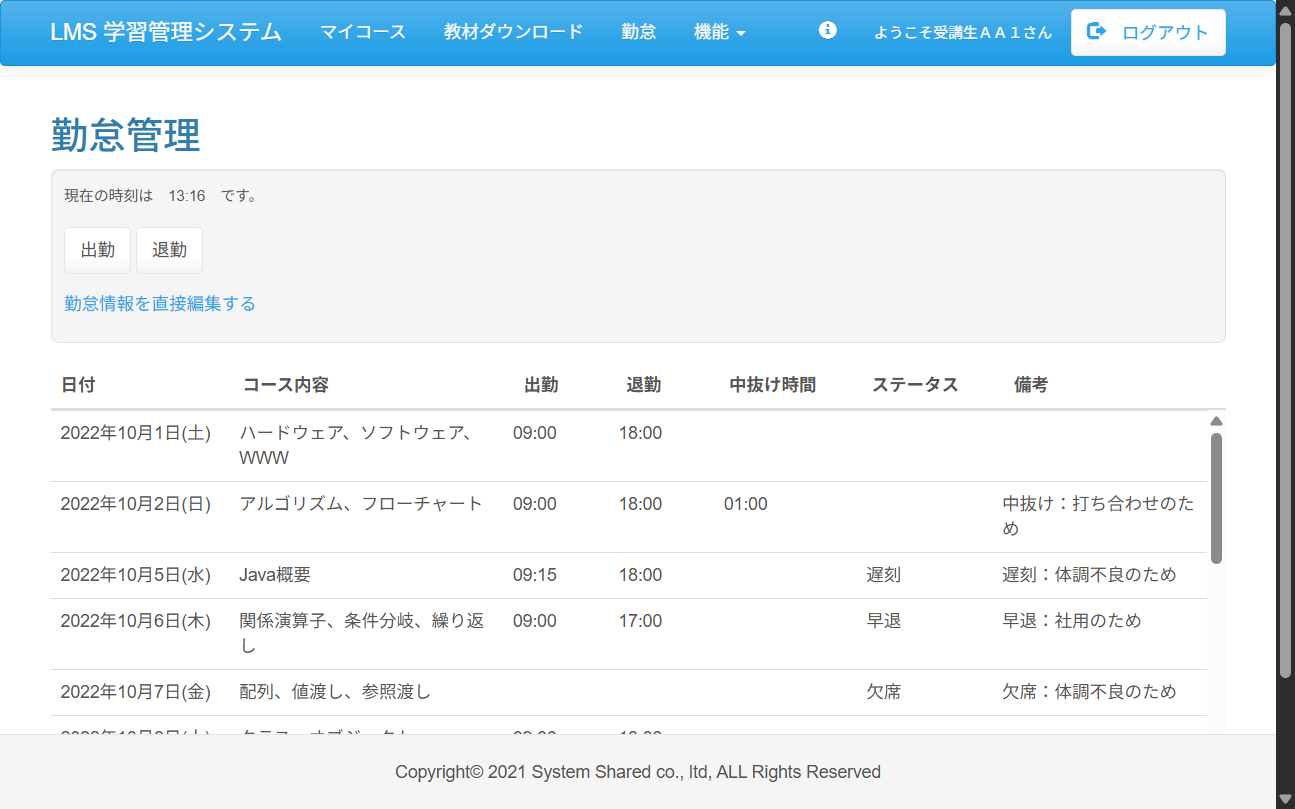 LMS 学習管理システム マイコース 教材ダウンロード 勤怠 機能 ようこそ受講生ＡＡ１さん ログアウト
勤怠管理
現在の時刻は 13:16 です。
出勤 退勤
勤怠情報を直接編集する
日付 コース内容 出勤 退勤 中抜け時間 ステータス 備考
2022年10月1日(土) ハードウェア、ソフトウェア、 09:00 18:00
WWW
2022年10月2日(日) アルゴリズム、フローチャート 09:00 18:00 01:00 中抜け：打ち合わせのた
め
2022年10月5日(水) Java概要 09:15 18:00 遅刻 遅刻：体調不良のため
2022年10月6日(木) 関係演算子、条件分岐、繰り返 09:00 17:00 早退 早退：社用のため
し
2022年10月7日(金) 配列、値渡し、参照渡し 欠席 欠席：体調不良のため
Copyright© 2021 System Shared co., ltd, ALL Rights Reserved